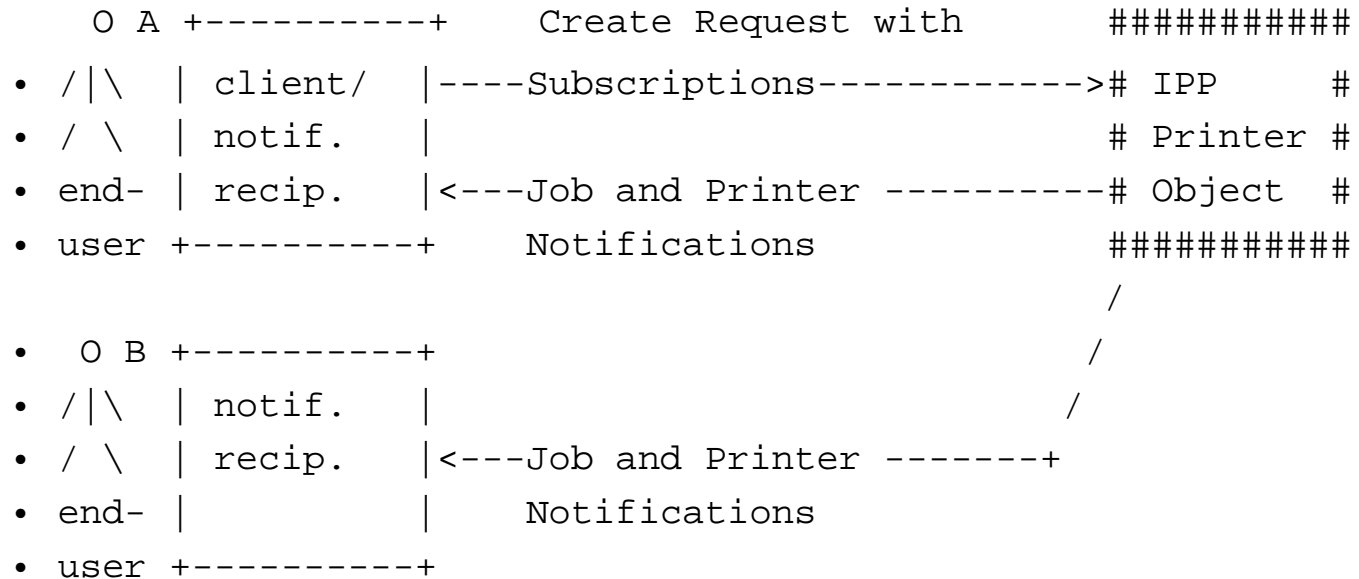 O A +----------+    Create Request with      ###########
• /|\  | client/  |----Subscriptions------------># IPP     #
• / \  | notif.   |                              # Printer #
• end- | recip.   |<---Job and Printer ----------# Object  #
• user +----------+    Notifications             ###########
                                                 /
•  O B +----------+                             /
• /|\  | notif.   |                            /
• / \  | recip.   |<---Job and Printer -------+
• end- |          |    Notifications
• user +----------+